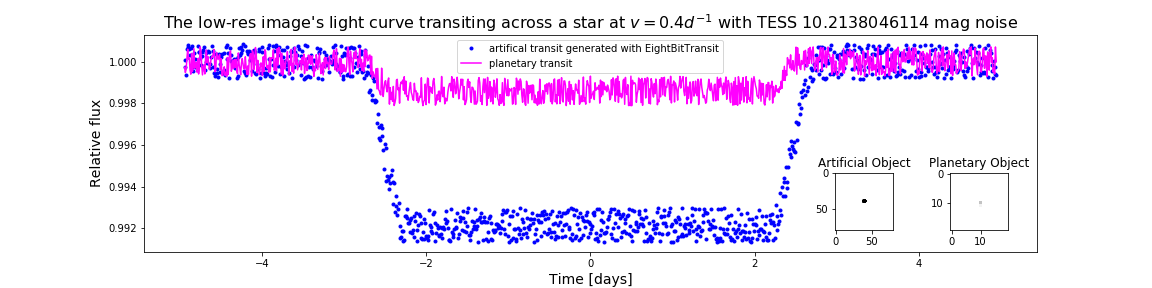 The low-res image's light curve transiting across a star at v = 0.4d⁻¹ with TESS 10.2138046114 mag noise
artifical transit generated with EightBitTransit
planetary transit
Relative flux
1.000
0.998
0.996
0.994
0.992
−4
−2
0
2
4
Time [days]
Artificial Object
0
50
0
50
Planetary Object
0
10
0
10